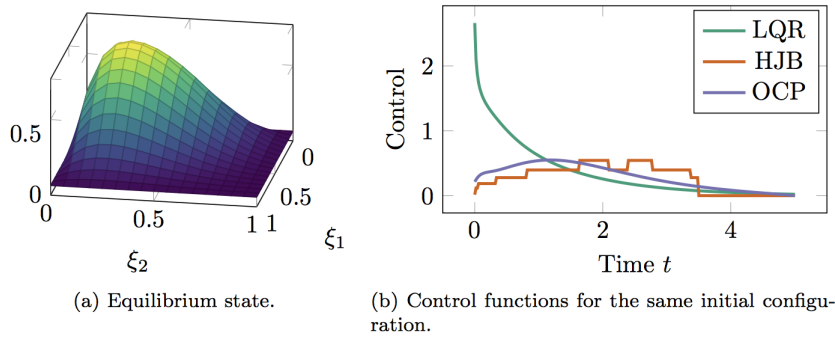 0.5
0
0
0.5
1
1
0.5
0
ξ2
ξ1
(a) Equilibrium state.
2
1
0
0
2
4
Control
Time t
LQR
HJB
OCP
(b) Control functions for the same initial configu-
ration.